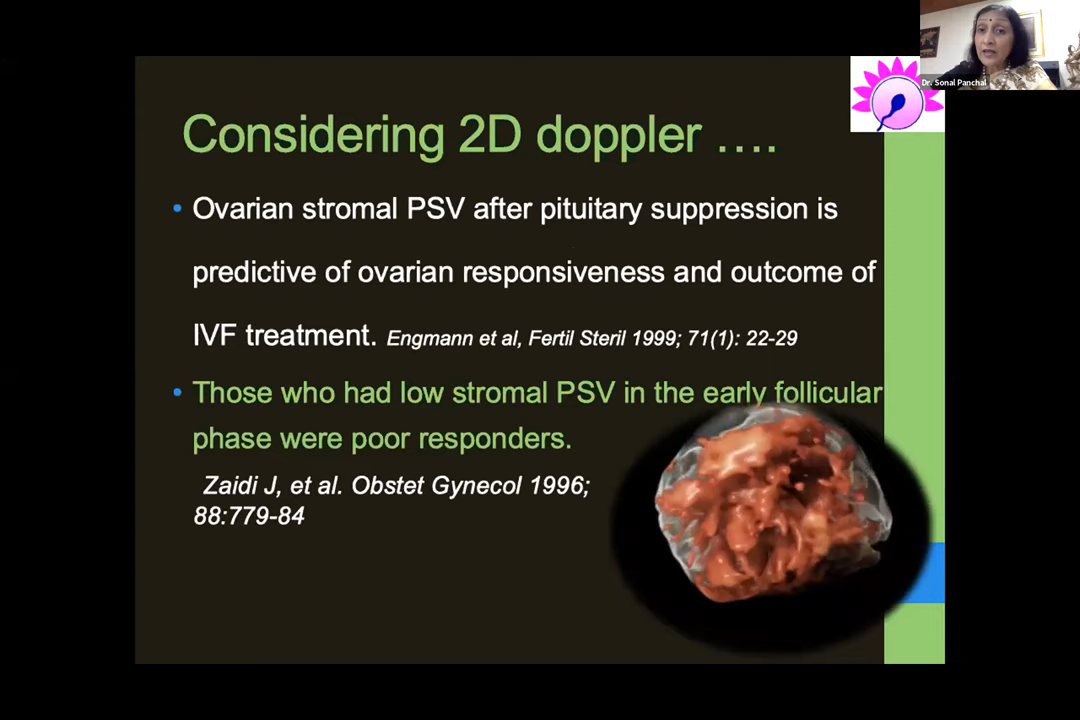 Dr. Sonal Panchal
Considering 2D doppler ….
• Ovarian stromal PSV after pituitary suppression is
predictive of ovarian responsiveness and outcome of
IVF treatment. Engmann et al, Fertil Steril 1999; 71(1): 22-29
• Those who had low stromal PSV in the early follicular
phase were poor responders.
Zaidi J, et al. Obstet Gynecol 1996;
88:779-84